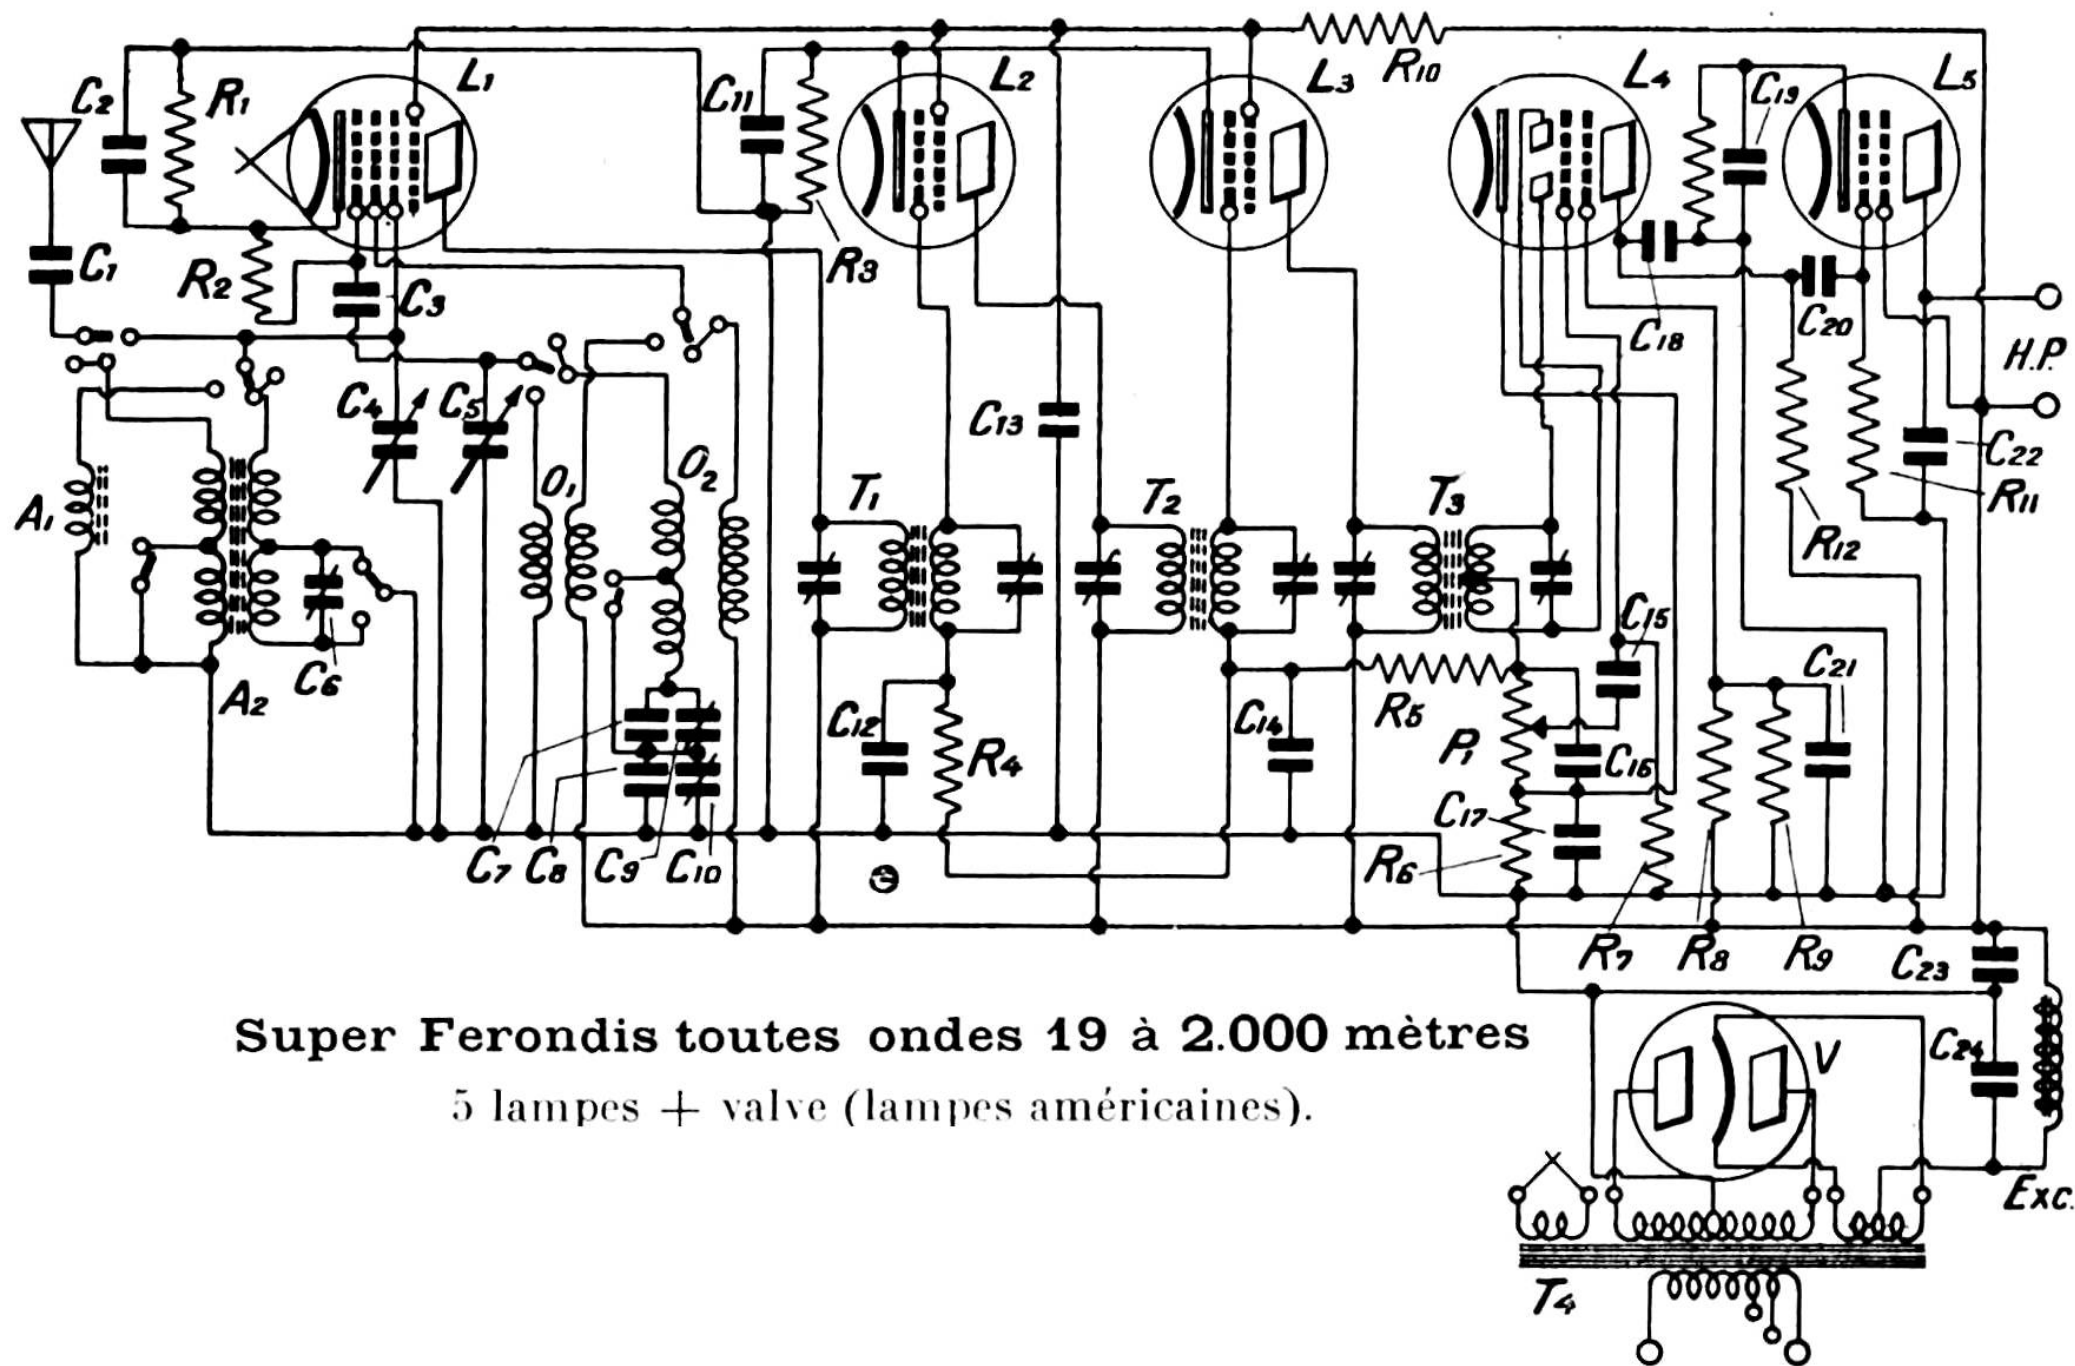 L1
L2
L3
R10
L4
L5
C2
R1
C11
C19
C1
R2
C3
R3
C18
C20
H.P.
C4
C5
C13
C22
A1
O1
O2
T1
T2
T3
R11
R12
C6
A2
C15
C21
C12
R4
C14
R5
P1
C16
C17
R6
C7
C8
C9
C10
R7
R8
R9
C23
Super Ferondis toutes ondes 19 à 2.000 mètres
5 lampes + valve (lampes américaines).
V
C24
Exc.
T4